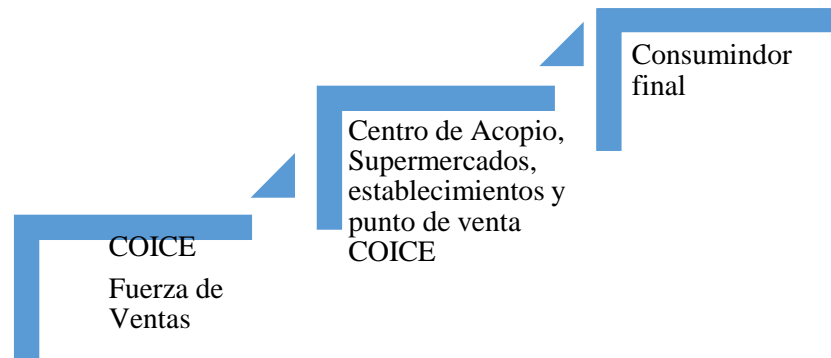 COICE
Fuerza de
Ventas
Centro de Acopio,
Supermercados,
establecimientos y
punto de venta
COICE
Consumindor
final